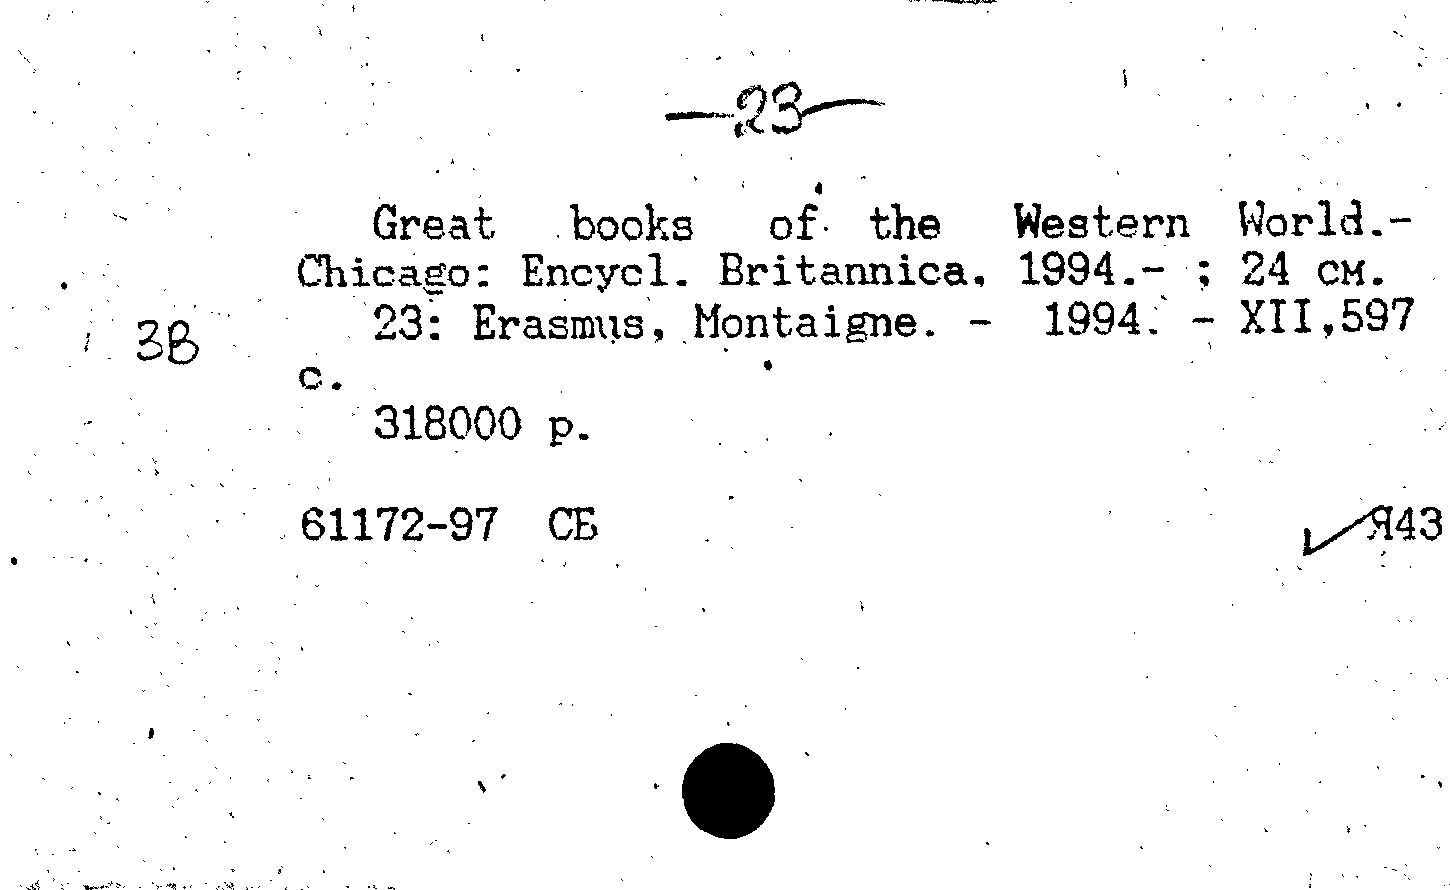 23
Great books of the Western World.-
Chicago: Encycl. Britannica, 1994.- ; 24 см.
23: Erasmus, Montaigne. - 1994. - XII,597
ЗВ
с.
318000 р.
61172-97 СБ
Я43